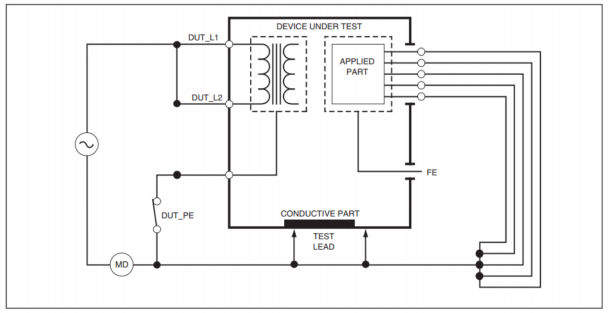 DEVICE UNDER TEST
DUT_L1
APPLIED
PART
DUT_L2
FE
DUT_PE
CONDUCTIVE PART
TEST
LEAD
MD